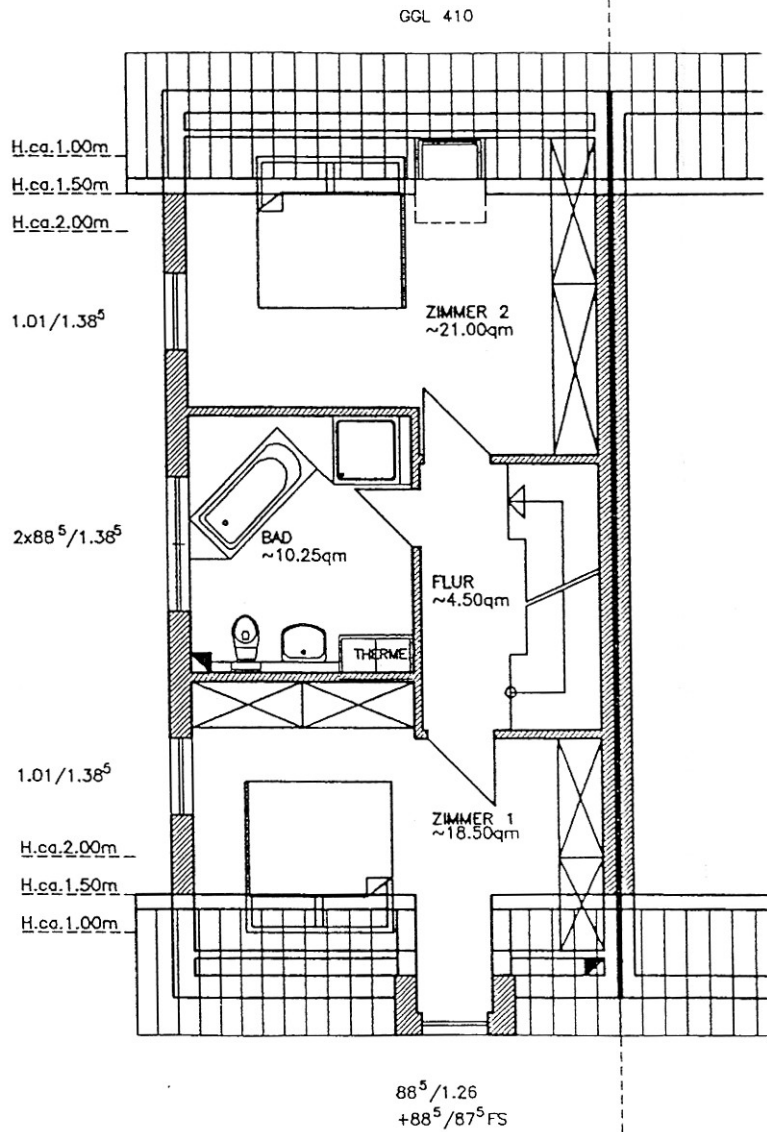 GGL 410
H.ca.1.00m
H.ca.1.50m
H.ca.2.00m
1.01/1.38⁵
ZIMMER 2
~21.00qm
2x88⁵/1.38⁵
BAD
~10.25qm
FLUR
~4.50qm
THERME
1.01/1.38⁵
ZIMMER 1
~18.50qm
H.ca.2.00m
H.ca.1.50m
H.ca.1.00m
88⁵/1.26
+88⁵/87⁵FS